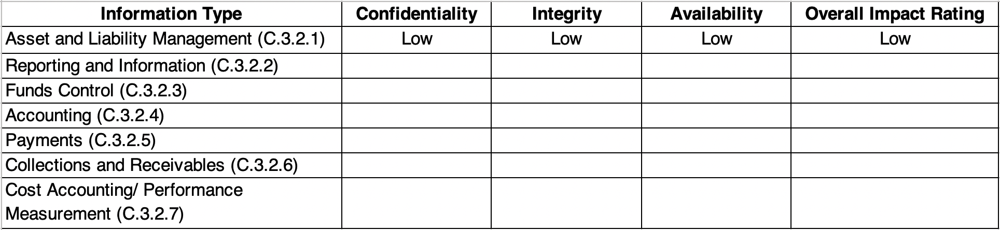 Information Type Confidentiality Integrity Availability Overall Impact Rating
Asset and Liability Management (C.3.2.1) Low Low Low Low
Reporting and Information (C.3.2.2)
Funds Control (C.3.2.3)
Accounting (C.3.2.4)
Payments (C.3.2.5)
Collections and Receivables (C.3.2.6)
Cost Accounting/ Performance
Measurement (C.3.2.7)